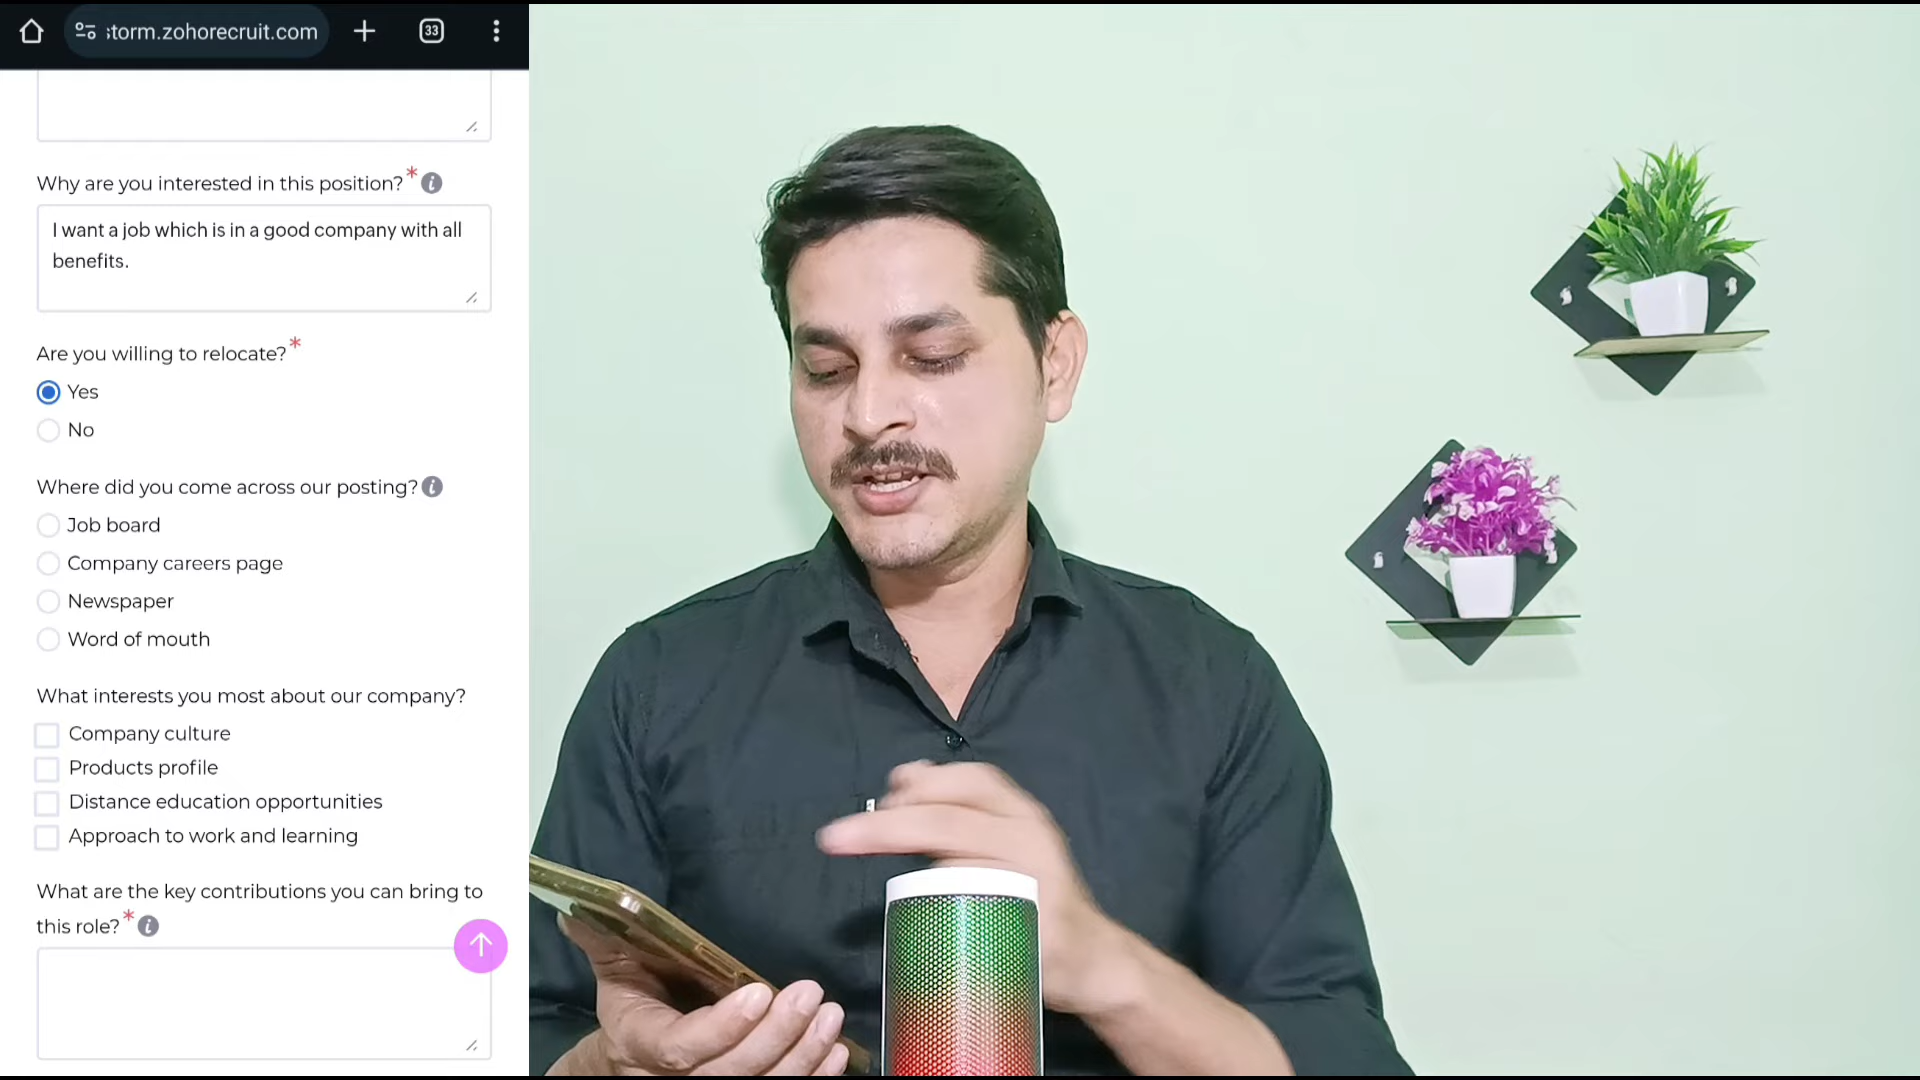 :torm.zohorecruit.com
33
Why are you interested in this position?*
I want a job which is in a good company with all
benefits.
Are you willing to relocate?*
Yes
No
Where did you come across our posting?
Job board
Company careers page
Newspaper
Word of mouth
What interests you most about our company?
Company culture
Products profile
Distance education opportunities
Approach to work and learning
What are the key contributions you can bring to
this role?*